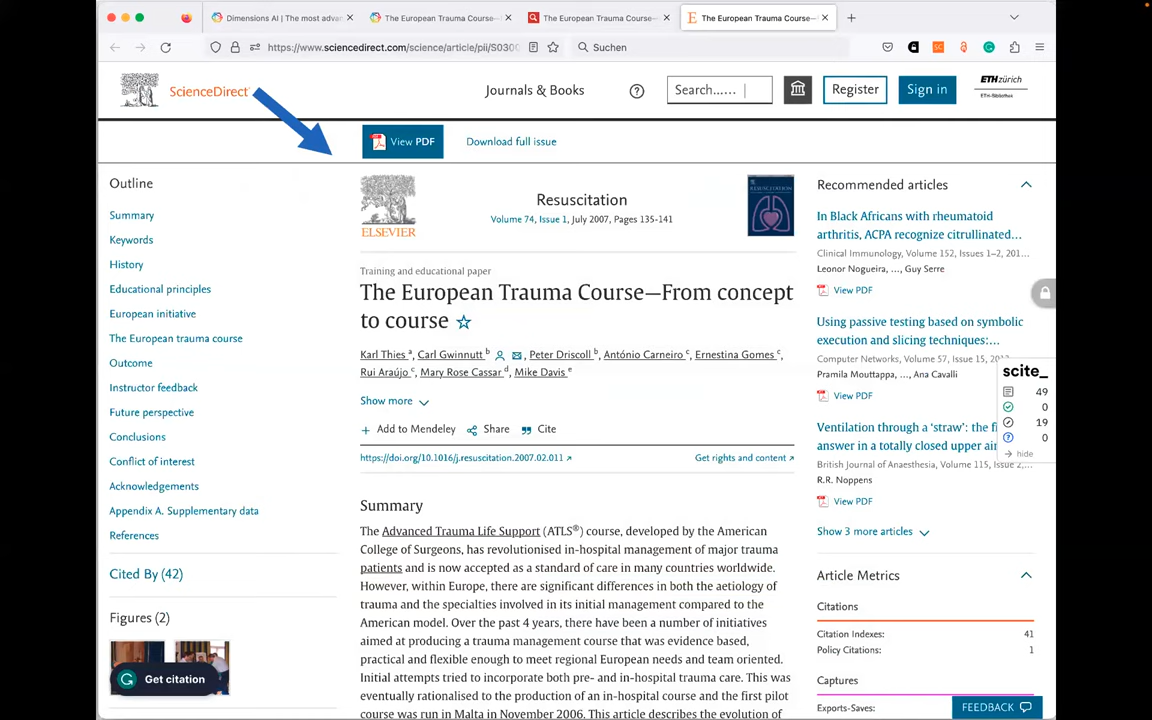 Dimensions AI | The most advan
The European Trauma Course—
The European Trauma Course—
The European Trauma Course—
https://www.sciencedirect.com/science/article/pii/S030
Suchen
ScienceDirect
Journals & Books
Search......
Register
Sign in
ETH zürich
ETH-Bibliothek
View PDF
Download full issue
Outline
Summary
Keywords
History
Educational principles
European initiative
The European trauma course
Outcome
Instructor feedback
Future perspective
Conclusions
Conflict of interest
Acknowledgements
Appendix A. Supplementary data
References
Cited By (42)
Figures (2)
Get citation
ELSEVIER
Resuscitation
Volume 74, Issue 1, July 2007, Pages 135-141
RESUSCITATION
Training and educational paper
The European Trauma Course—From concept
to course
Karl Thies a, Carl Gwinnutt b, Peter Driscoll b, António Carneiro c, Ernestina Gomes c,
Rui Araújo c, Mary Rose Cassar d, Mike Davis e
Show more
Add to Mendeley Share Cite
https://doi.org/10.1016/j.resuscitation.2007.02.011
Get rights and content
Summary
The Advanced Trauma Life Support (ATLS®) course, developed by the American
College of Surgeons, has revolutionised in-hospital management of major trauma
patients and is now accepted as a standard of care in many countries worldwide.
However, within Europe, there are significant differences in both the aetiology of
trauma and the specialties involved in its initial management compared to the
American model. Over the past 4 years, there have been a number of initiatives
aimed at producing a trauma management course that was evidence based,
practical and flexible enough to meet regional European needs and team oriented.
Initial attempts tried to incorporate both pre- and in-hospital trauma care. This was
eventually rationalised to the production of an in-hospital course and the first pilot
course was run in Malta in November 2006. This article describes the evolution of
Recommended articles
In Black Africans with rheumatoid
arthritis, ACPA recognize citrullinated…
Clinical Immunology, Volume 152, Issues 1–2, 201…
Leonor Nogueira, …, Guy Serre
View PDF
Using passive testing based on symbolic
execution and slicing techniques:…
Computer Networks, Volume 57, Issue 15, 2013
Pramila Mouttappa, …, Ana Cavalli
View PDF
Ventilation through a ‘straw’: the fi
answer in a totally closed upper air
British Journal of Anaesthesia, Volume 115, Issue 2,…
R.R. Noppens
View PDF
Show 3 more articles
Article Metrics
Citations
Citation Indexes: 41
Policy Citations: 1
Captures
Exports-Saves:
FEEDBACK
scite_
49
0
19
0
hide